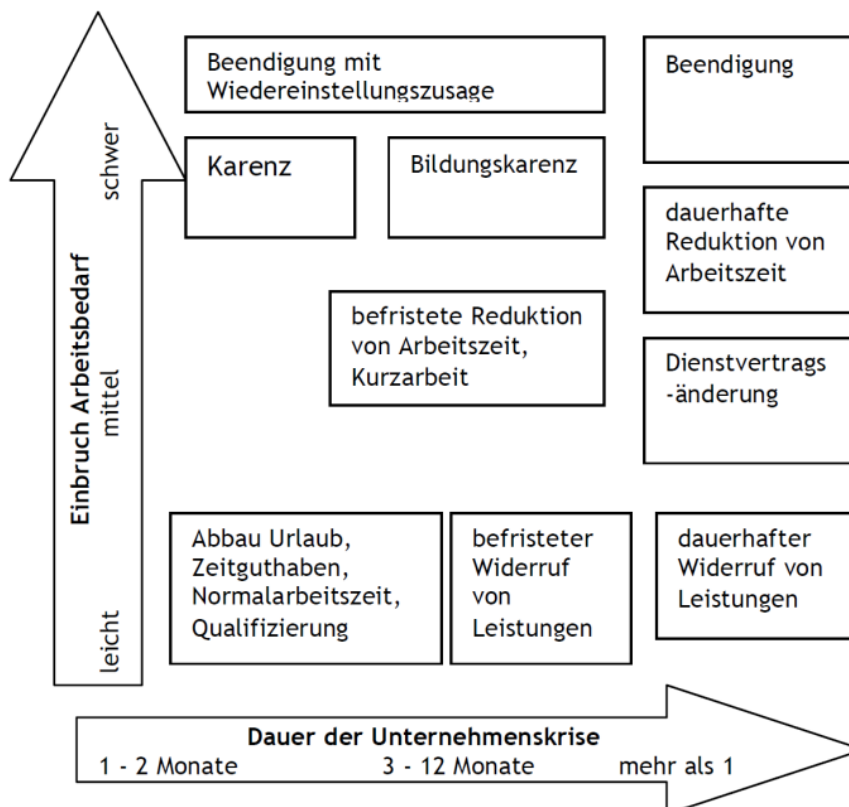 Beendigung mit
Wiedereinstellungszusage
Beendigung
Karenz
Bildungskarenz
dauerhafte
Reduktion von
Arbeitszeit
befristete Reduktion
von Arbeitszeit,
Kurzarbeit
Dienstvertrags
-änderung
Abbau Urlaub,
Zeitguthaben,
Normalarbeitszeit,
Qualifizierung
befristeter
Widerruf
von
Leistungen
dauerhafter
Widerruf von
Leistungen
Einbruch Arbeitsbedarf
schwer
mittel
leicht
Dauer der Unternehmenskrise
1 - 2 Monate 3 - 12 Monate mehr als 1